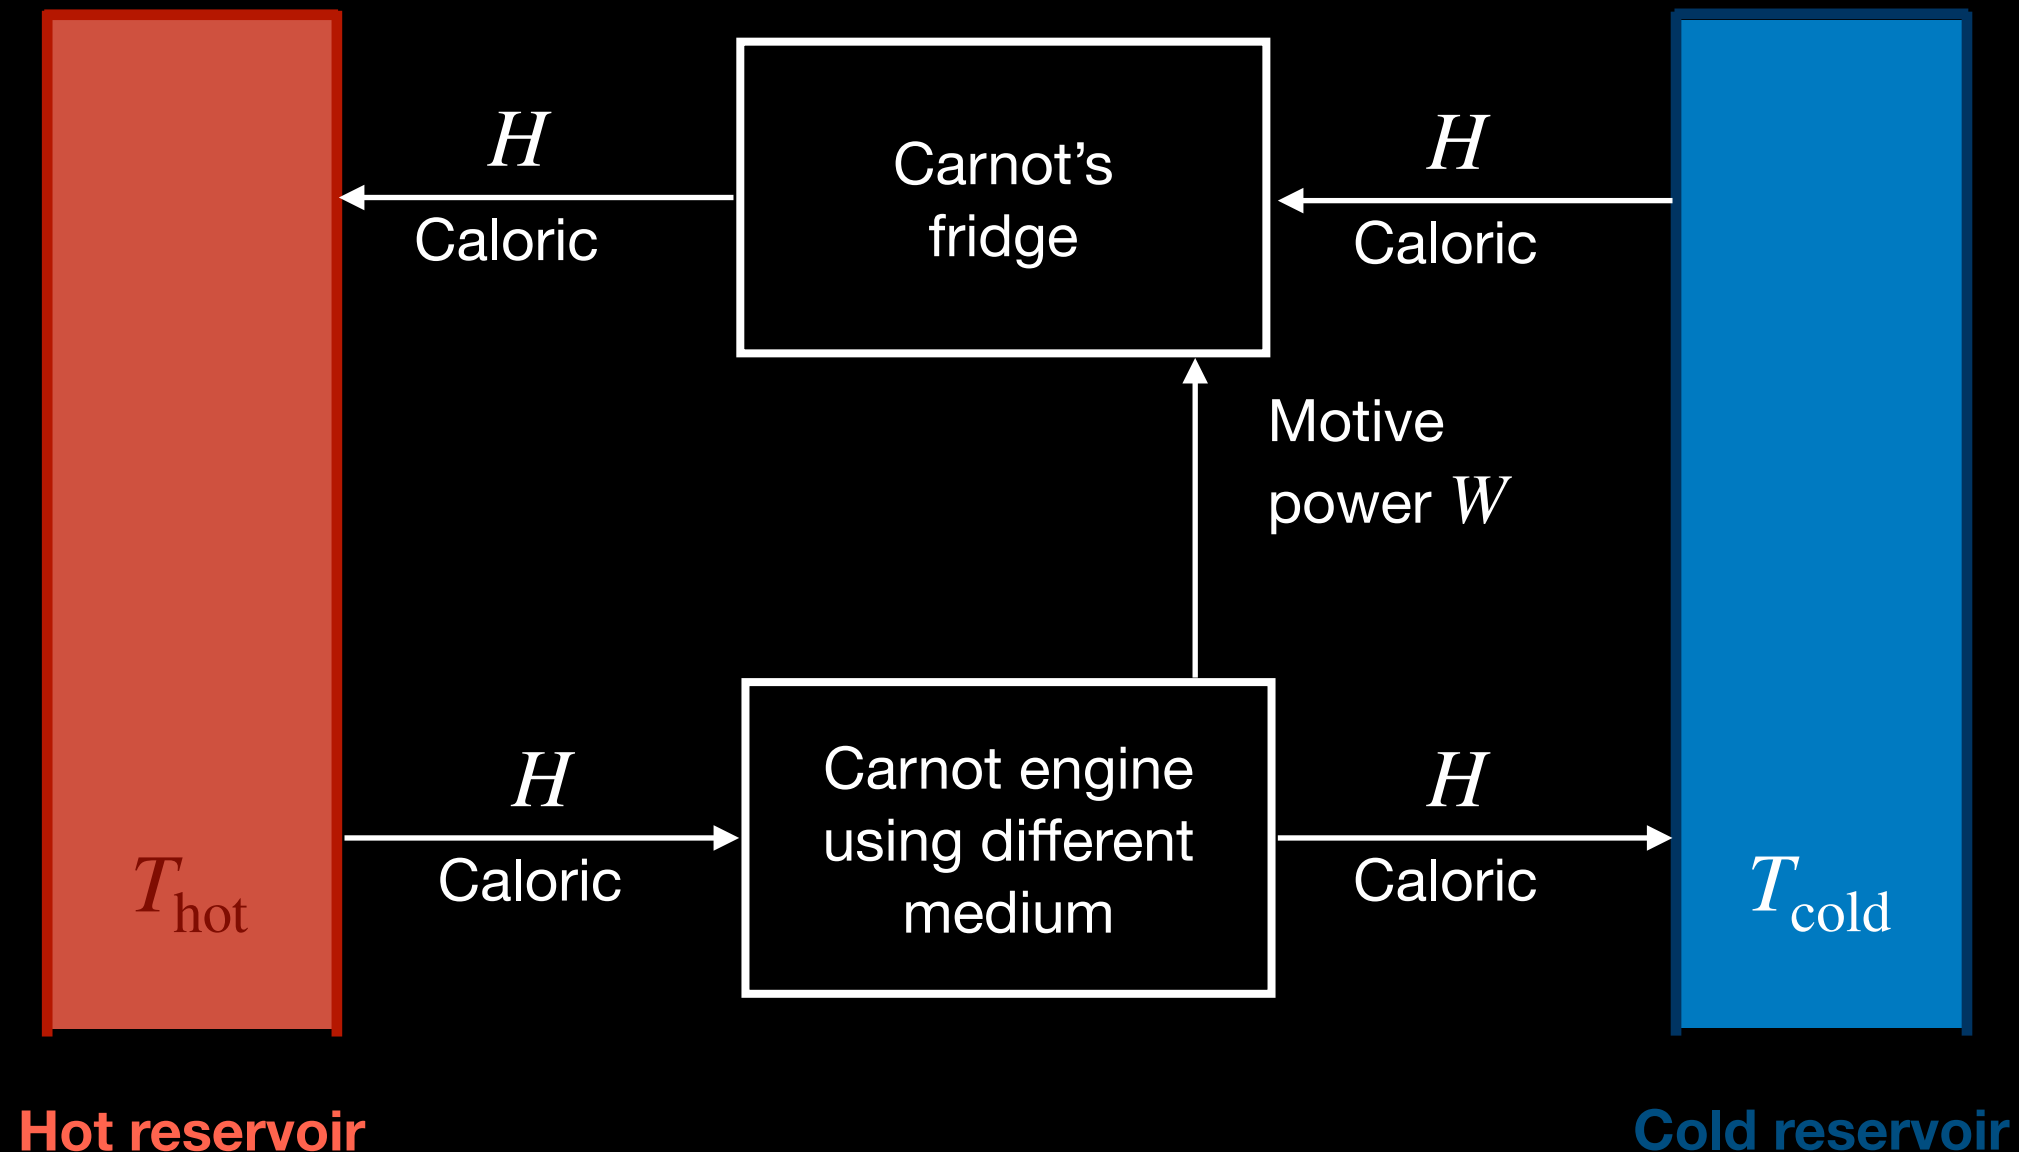 H
Caloric
Carnot’s
fridge
H
Caloric
Motive
power W
H
Caloric
Carnot engine
using different
medium
H
Caloric
T_hot
T_cold
Hot reservoir
Cold reservoir